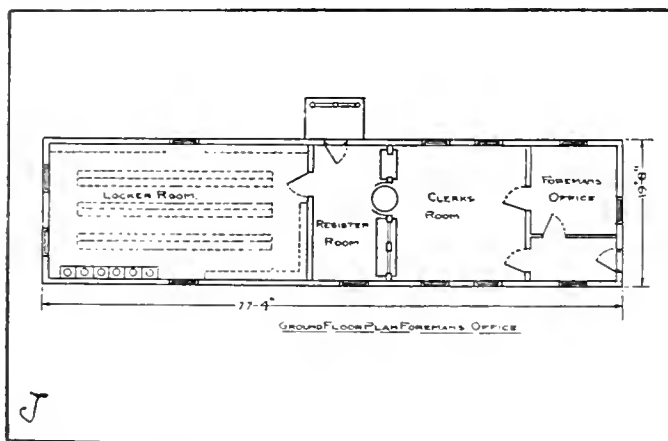 LOCKER ROOM.
REGISTER
ROOM
CLERKS
ROOM
FOREMANS
OFFICE
19'-8"
77'-4"
GROUND FLOOR PLAN FOREMANS OFFICE
J